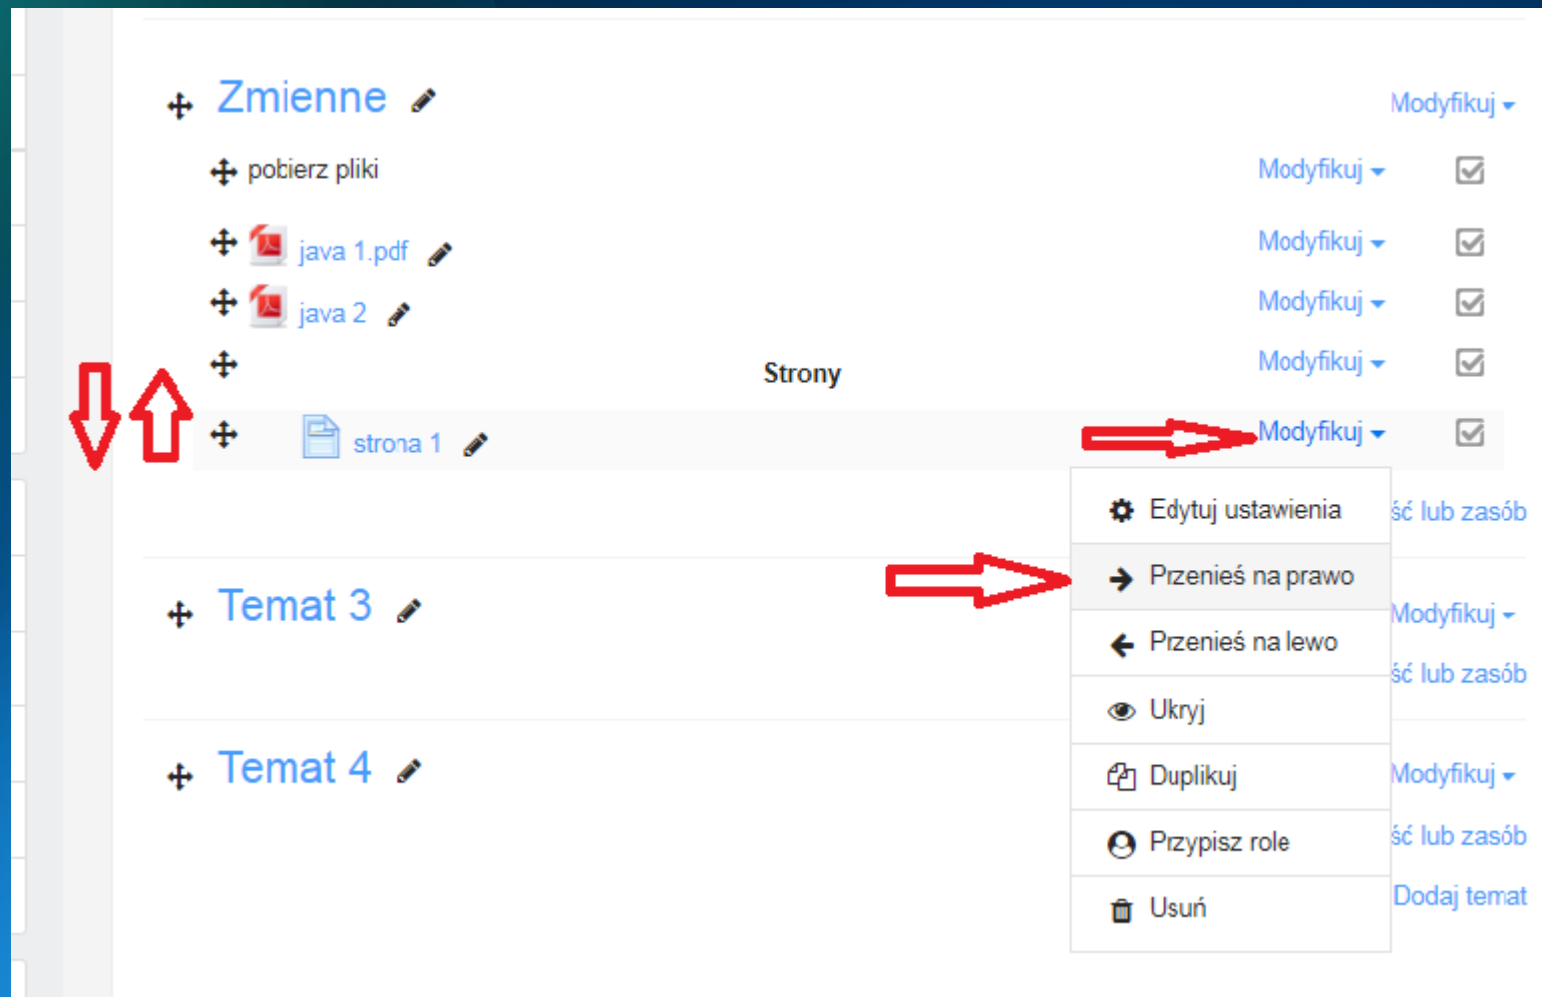 Zmienne Modyfikuj
pobierz pliki Modyfikuj
java 1.pdf Modyfikuj
java 2 Modyfikuj
Strony Modyfikuj
strona 1 Modyfikuj
Edytuj ustawienia
ść lub zasób
Przenieś na prawo
Temat 3 Modyfikuj
Przenieś na lewo
ść lub zasób
Ukryj
Temat 4 Modyfikuj
Duplikuj
Przypisz role
ść lub zasób
Dodaj temat
Usuń